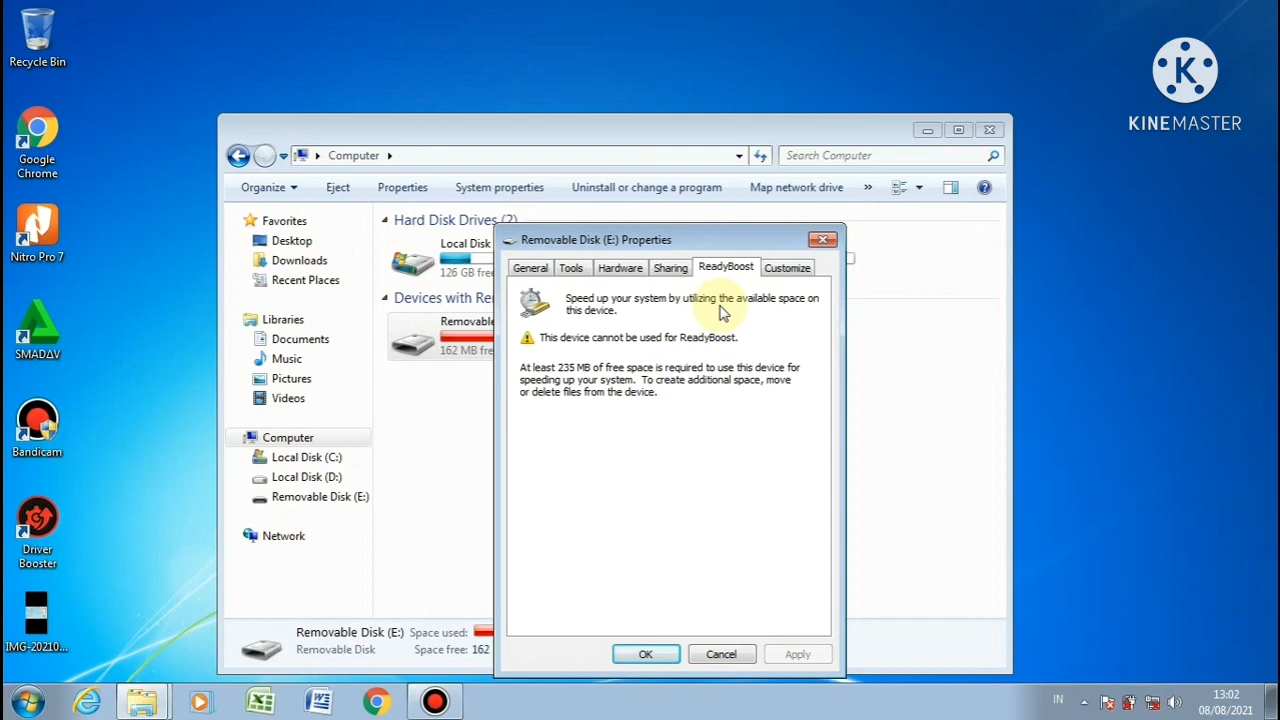 Recycle Bin
Google
Chrome
Nitro Pro 7
SMADΔV
Bandicam
Driver
Booster
IMG-20210...
KINEMASTER
Computer
Search Computer
Organize
Eject
Properties
System properties
Uninstall or change a program
Map network drive
»
Favorites
Desktop
Downloads
Recent Places
Libraries
Documents
Music
Pictures
Videos
Computer
Local Disk (C:)
Local Disk (D:)
Removable Disk (E:)
Network
Hard Disk Drives (2)
Local Disk
126 GB free
Devices with Re
Removable
162 MB fre
Removable Disk (E:) Properties
General
Tools
Hardware
Sharing
ReadyBoost
Customize
Speed up your system by utilizing the available space on
this device.
This device cannot be used for ReadyBoost.
At least 235 MB of free space is required to use this device for
speeding up your system. To create additional space, move
or delete files from the device.
OK
Cancel
Apply
Removable Disk (E:) Space used:
Removable Disk Space free: 162
IN
13:02
08/08/2021